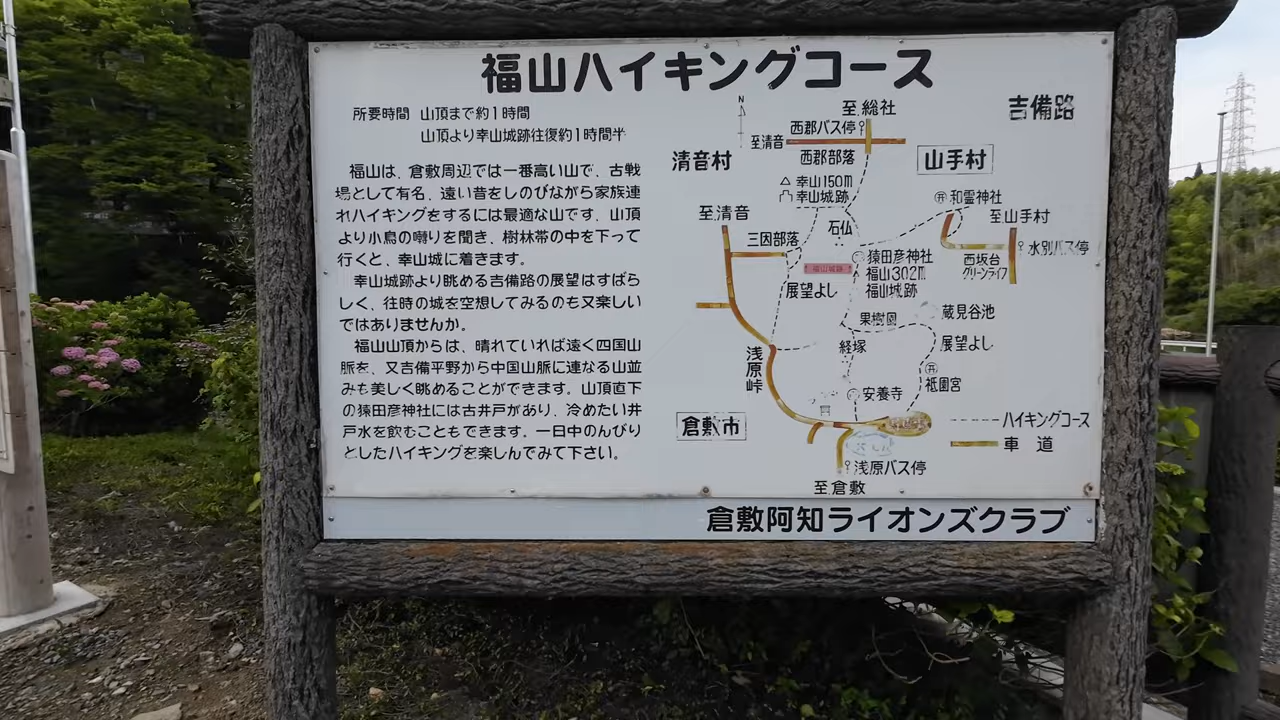 福山ハイキングコース
所要時間 山頂まで約1時間
山頂より幸山城跡往復約1時間半
福山は、倉敷周辺では一番高い山で、古戦
場として有名、遠い昔をしのびながら家族連
れハイキングをするには最適な山です。山頂
より小鳥の囀りを聞き、樹林帯の中を下って
行くと、幸山城に着きます。
幸山城跡より眺める吉備路の展望はすばら
しく、往時の城を空想してみるのも又楽しい
ではありませんか。
福山山頂からは、晴れていれば遠く四国山
脈を、又吉備平野から中国山脈に連なる山並
みも美しく眺めることができます。山頂直下
の猿田彦神社には古井戸があり、冷めたい井
戸水を飲むこともできます。一日中のんびり
としたハイキングを楽しんでみて下さい。
N
至総社
吉備路
西郡バス停
至清音
西郡部落
清音村
山手村
幸山150m
幸山城跡
和霊神社
至清音
石仏
至山手村
三因部落
水別バス停
西坂台
グリーンライフ
猿田彦神社
福山城跡
福山302m
展望よし
福山城跡
蔵見谷池
果樹園
経塚
展望よし
浅原峠
祇園宮
安養寺
倉敷市
ハイキングコース
車道
浅原バス停
至倉敷
倉敷阿知ライオンズクラブ